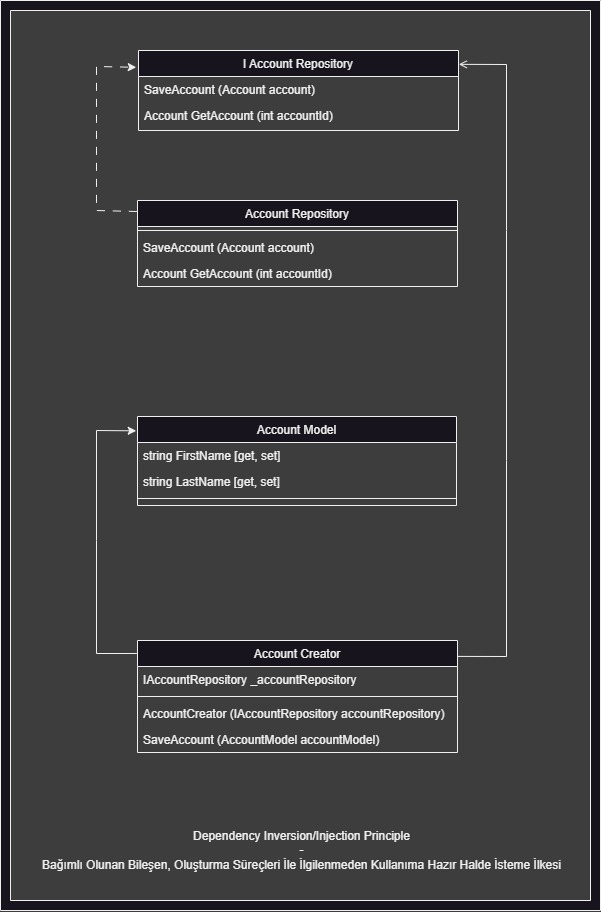 I Account Repository
SaveAccount (Account account)
Account GetAccount (int accountId)
Account Repository
SaveAccount (Account account)
Account GetAccount (int accountId)
Account Model
string FirstName [get, set]
string LastName [get, set]
Account Creator
IAccountRepository _accountRepository
AccountCreator (IAccountRepository accountRepository)
SaveAccount (AccountModel accountModel)
Dependency Inversion/Injection Principle
-
Bağımlı Olunan Bileşen, Oluşturma Süreçleri İle İlgilenmeden Kullanıma Hazır Halde İsteme İlkesi